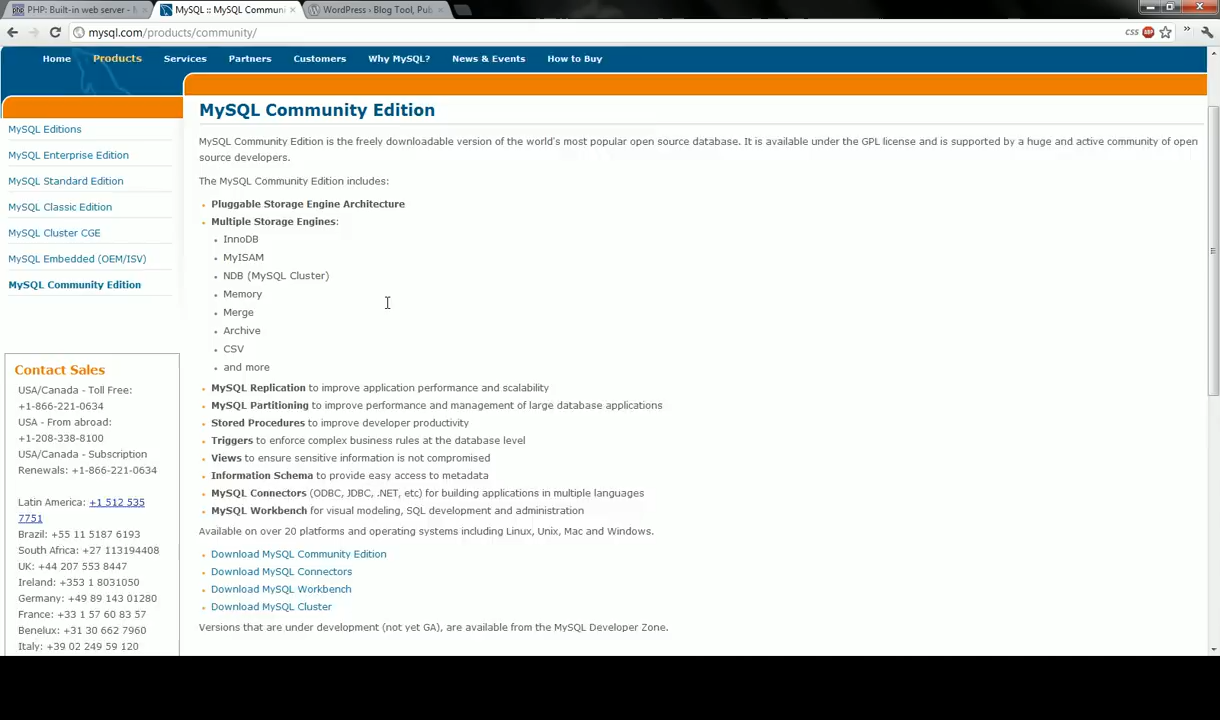 PHP: Built-in web server - M
MySQL :: MySQL Communi
WordPress › Blog Tool, Pub
mysql.com/products/community/
CSS
ABP
Home
Products
Services
Partners
Customers
Why MySQL?
News & Events
How to Buy
MySQL Editions
MySQL Enterprise Edition
MySQL Standard Edition
MySQL Classic Edition
MySQL Cluster CGE
MySQL Embedded (OEM/ISV)
MySQL Community Edition
Contact Sales
USA/Canada - Toll Free:
+1-866-221-0634
USA - From abroad:
+1-208-338-8100
USA/Canada - Subscription
Renewals: +1-866-221-0634
Latin America: +1 512 535
7751
Brazil: +55 11 5187 6193
South Africa: +27 113194408
UK: +44 207 553 8447
Ireland: +353 1 8031050
Germany: +49 89 143 01280
France: +33 1 57 60 83 57
Benelux: +31 30 662 7960
Italy: +39 02 249 59 120
MySQL Community Edition
MySQL Community Edition is the freely downloadable version of the world's most popular open source database. It is available under the GPL license and is supported by a huge and active community of open
source developers.
The MySQL Community Edition includes:
Pluggable Storage Engine Architecture
Multiple Storage Engines:
InnoDB
MyISAM
NDB (MySQL Cluster)
Memory
Merge
Archive
CSV
and more
MySQL Replication to improve application performance and scalability
MySQL Partitioning to improve performance and management of large database applications
Stored Procedures to improve developer productivity
Triggers to enforce complex business rules at the database level
Views to ensure sensitive information is not compromised
Information Schema to provide easy access to metadata
MySQL Connectors (ODBC, JDBC, .NET, etc) for building applications in multiple languages
MySQL Workbench for visual modeling, SQL development and administration
Available on over 20 platforms and operating systems including Linux, Unix, Mac and Windows.
Download MySQL Community Edition
Download MySQL Connectors
Download MySQL Workbench
Download MySQL Cluster
Versions that are under development (not yet GA), are available from the MySQL Developer Zone.